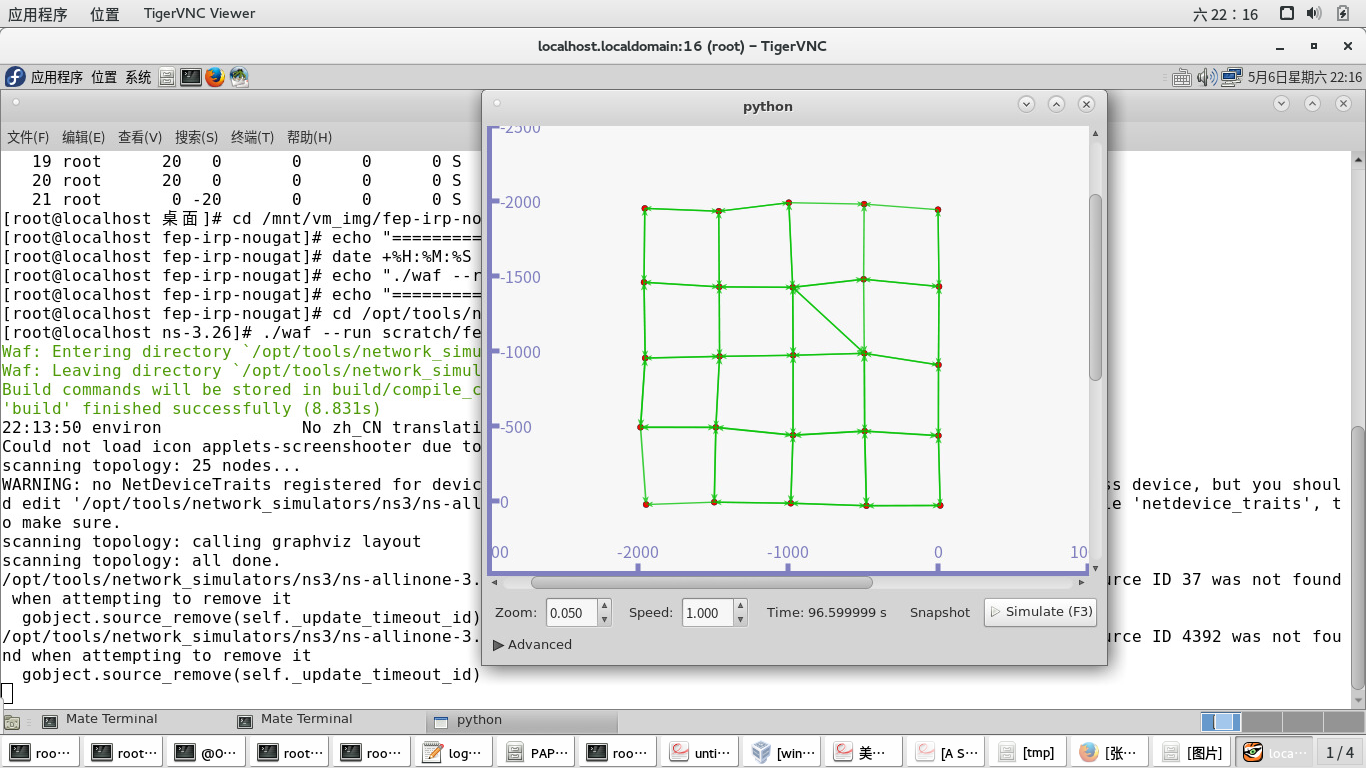 应用程序 位置 TigerVNC Viewer 六 22：16
localhost.localdomain:16 (root) − TigerVNC
应用程序 位置 系统 5月6日星期六 22:16
文件(F) 编辑(E) 查看(V) 搜索(S) 终端(T) 帮助(H)
19 root 20 0 0 0 0 S
20 root 20 0 0 0 0 S
21 root 0 -20 0 0 0 S
[root@localhost 桌面]# cd /mnt/vm_img/fep-irp-no
[root@localhost fep-irp-nougat]# echo "==========
[root@localhost fep-irp-nougat]# date +%H:%M:%S
[root@localhost fep-irp-nougat]# echo "./waf --r
[root@localhost fep-irp-nougat]# echo "==========
[root@localhost fep-irp-nougat]# cd /opt/tools/n
[root@localhost ns-3.26]# ./waf --run scratch/fe
Waf: Entering directory `/opt/tools/network_simu
Waf: Leaving directory `/opt/tools/network_simul
Build commands will be stored in build/compile_c
'build' finished successfully (8.831s)
22:13:50 environ No zh_CN translati
Could not load icon applets-screenshooter due to
scanning topology: 25 nodes...
WARNING: no NetDeviceTraits registered for devic ss device, but you shoul
d edit '/opt/tools/network_simulators/ns3/ns-all le 'netdevice_traits', t
o make sure.
scanning topology: calling graphviz layout
scanning topology: all done.
/opt/tools/network_simulators/ns3/ns-allinone-3. urce ID 37 was not found
when attempting to remove it
gobject.source_remove(self._update_timeout_id)
/opt/tools/network_simulators/ns3/ns-allinone-3. urce ID 4392 was not fou
nd when attempting to remove it
gobject.source_remove(self._update_timeout_id)
python
-2500
-2000
-1500
-1000
-500
0
00 -2000 -1000 0 10
Zoom: 0.050 Speed: 1.000 Time: 96.599999 s Snapshot Simulate (F3)
Advanced
Mate Terminal Mate Terminal python
roo··· root··· @O··· root··· roo··· log··· PAP··· roo··· unti··· [win··· 美··· [A S··· [tmp] [张··· [图片] loca··· 1 / 4